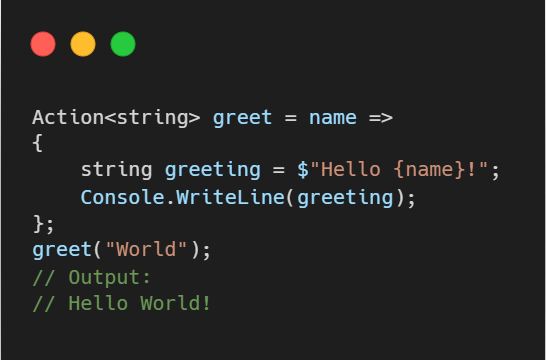 Action<string> greet = name =>
{
    string greeting = $"Hello {name}!";
    Console.WriteLine(greeting);
};
greet("World");
// Output:
// Hello World!